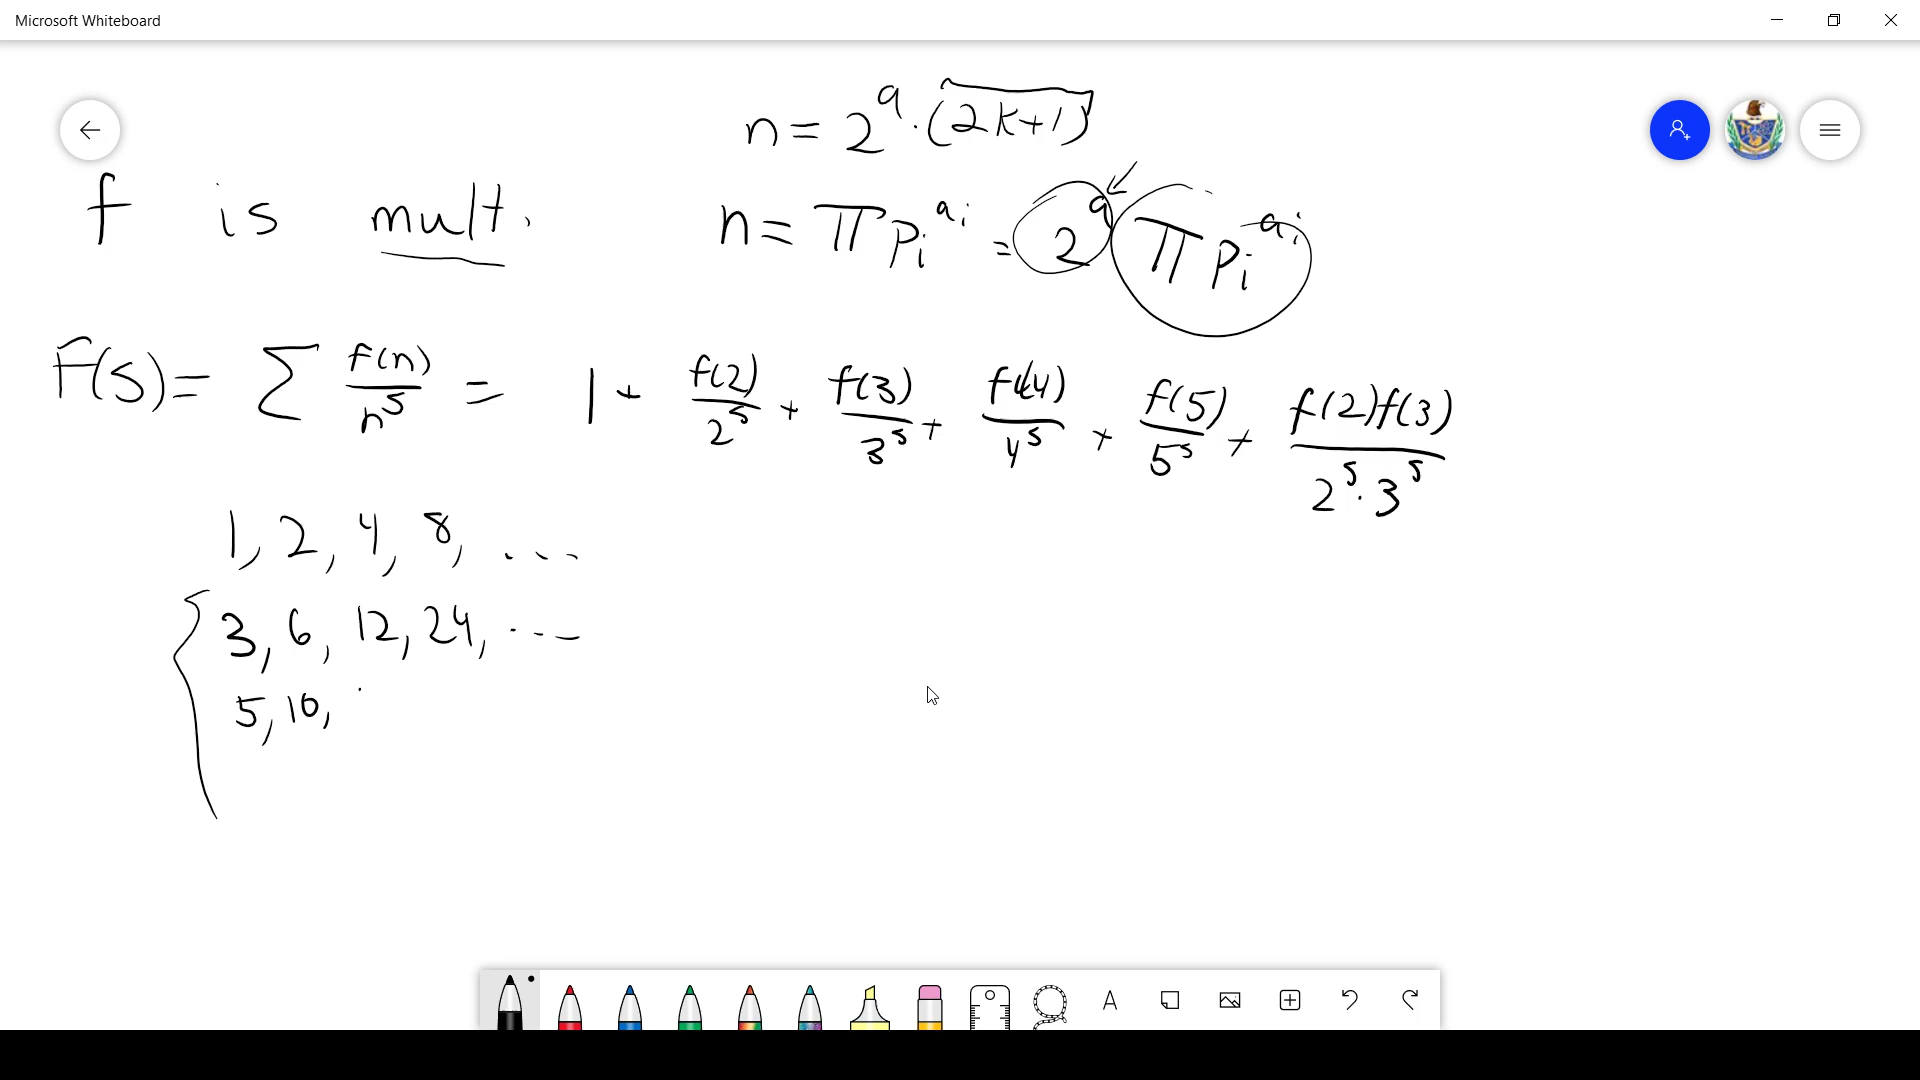 Microsoft Whiteboard
n = 2^a · (2k+1)
f is mult.
n = π p_i^{a_i} = 2^a π p_i^{a_i}
F(s) = Σ f(n)/n^s = 1 + f(2)/2^s + f(3)/3^s + f(4)/4^s + f(5)/5^s + f(2)f(3)/2^s · 3^s
1, 2, 4, 8, ...
3, 6, 12, 24, ...
5, 10,